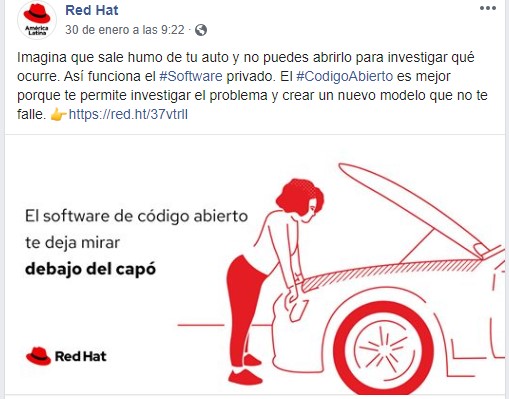 Red Hat
América
Latina
30 de enero a las 9:22 ·
Imagina que sale humo de tu auto y no puedes abrirlo para investigar qué
ocurre. Así funciona el #Software privado. El #CodigoAbierto es mejor
porque te permite investigar el problema y crear un nuevo modelo que no te
falle. 👉https://red.ht/37vtrlI
El software de código abierto
te deja mirar
debajo del capó
Red Hat